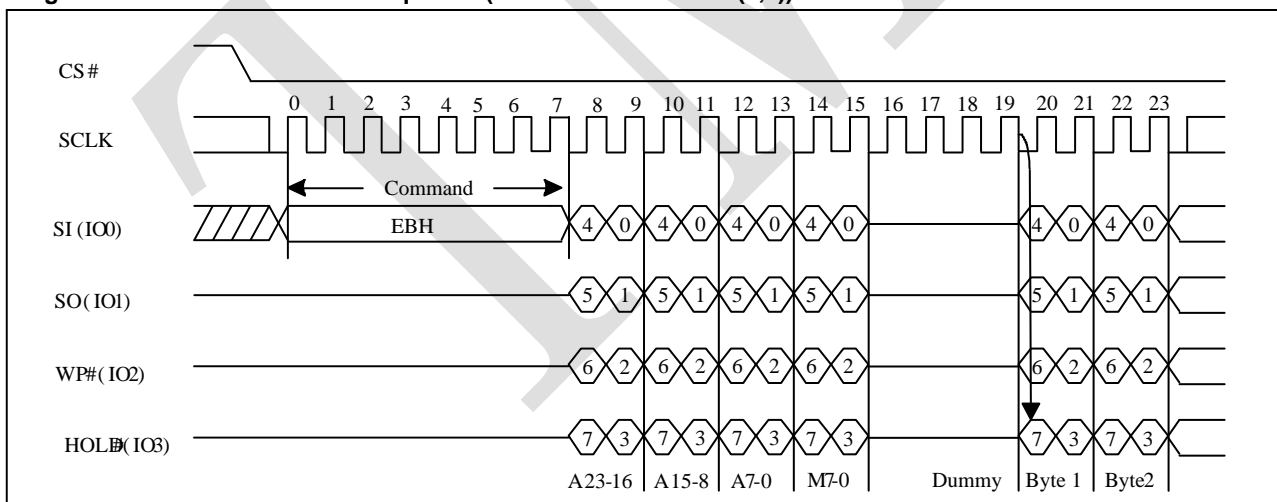 CS#
0 1 2 3 4 5 6 7 8 9 10 11 12 13 14 15 16 17 18 19 20 21 22 23
SCLK
Command
SI (IO0) EBH 4 0 4 0 4 0 4 0 4 0 4 0
SO( IO1) 5 1 5 1 5 1 5 1 5 1 5 1
WP#( IO2) 6 2 6 2 6 2 6 2 6 2 6 2
HOLD#( IO3) 7 3 7 3 7 3 7 3 7 3 7 3
A23-16 A15-8 A7-0 M7-0 Dummy Byte 1 Byte2